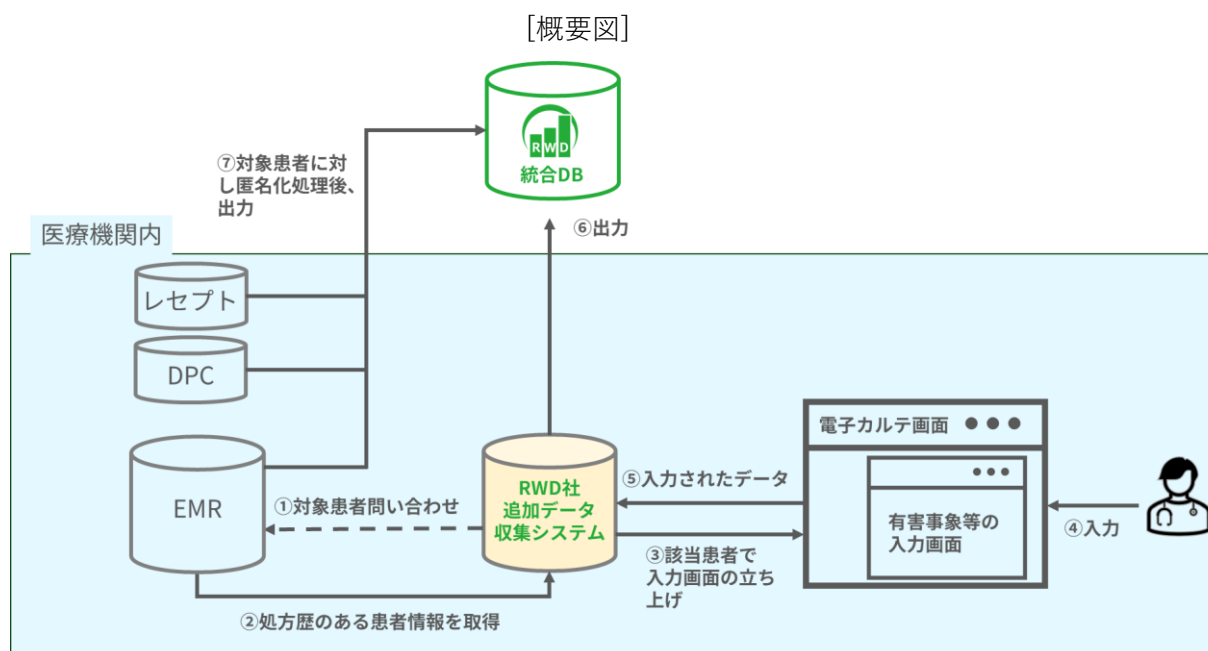 [概要図]
RWD
統合DB
⑦対象患者に対
し匿名化処理後、
出力
⑥出力
医療機関内
レセプト
DPC
電子カルテ画面
EMR
①対象患者問い合わせ
RWD社
追加データ
収集システム
⑤入力されたデータ
有害事象等の
入力画面
④入力
③該当患者で
入力画面の立ち
上げ
②処方歴のある患者情報を取得